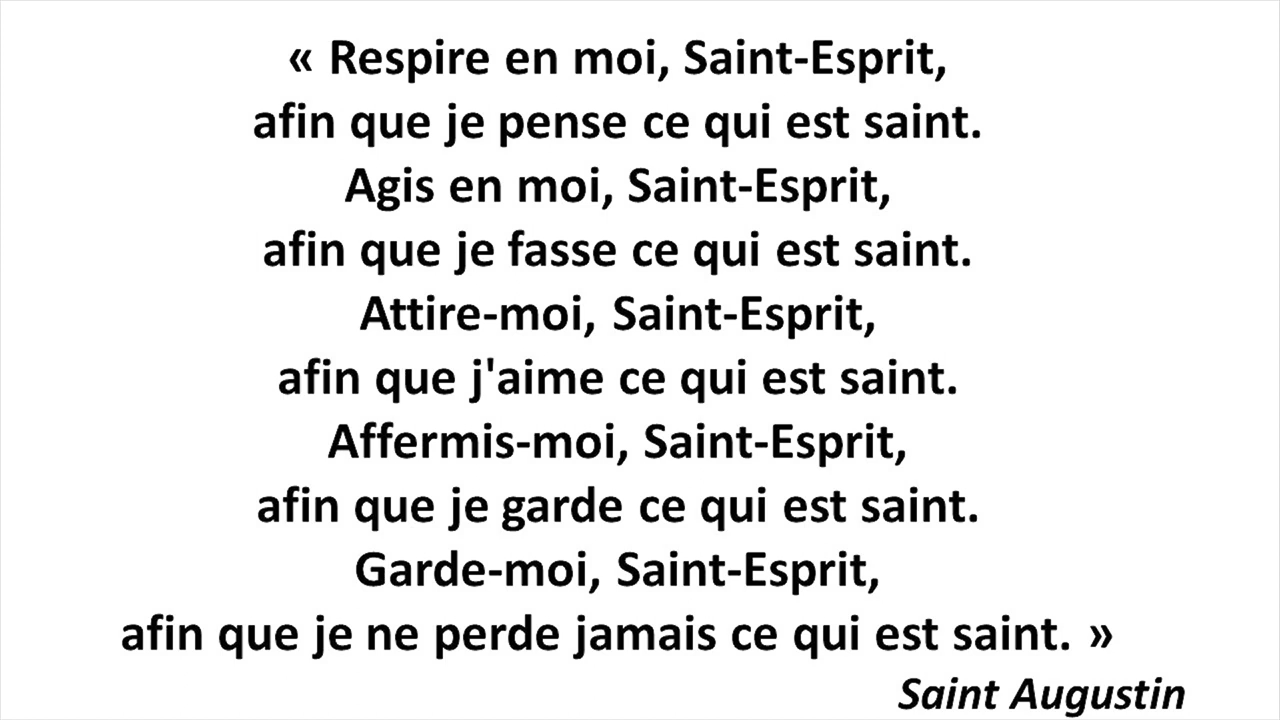 « Respire en moi, Saint-Esprit,
afin que je pense ce qui est saint.
Agis en moi, Saint-Esprit,
afin que je fasse ce qui est saint.
Attire-moi, Saint-Esprit,
afin que j'aime ce qui est saint.
Affermis-moi, Saint-Esprit,
afin que je garde ce qui est saint.
Garde-moi, Saint-Esprit,
afin que je ne perde jamais ce qui est saint. »
Saint Augustin